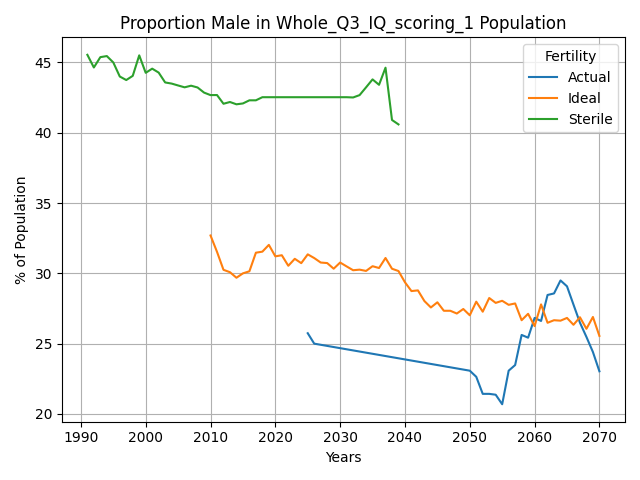 Proportion Male in Whole_Q3_IQ_scoring_1 Population
Fertility
Actual
Ideal
Sterile
% of Population
45
40
35
30
25
20
1990
2000
2010
2020
2030
2040
2050
2060
2070
Years